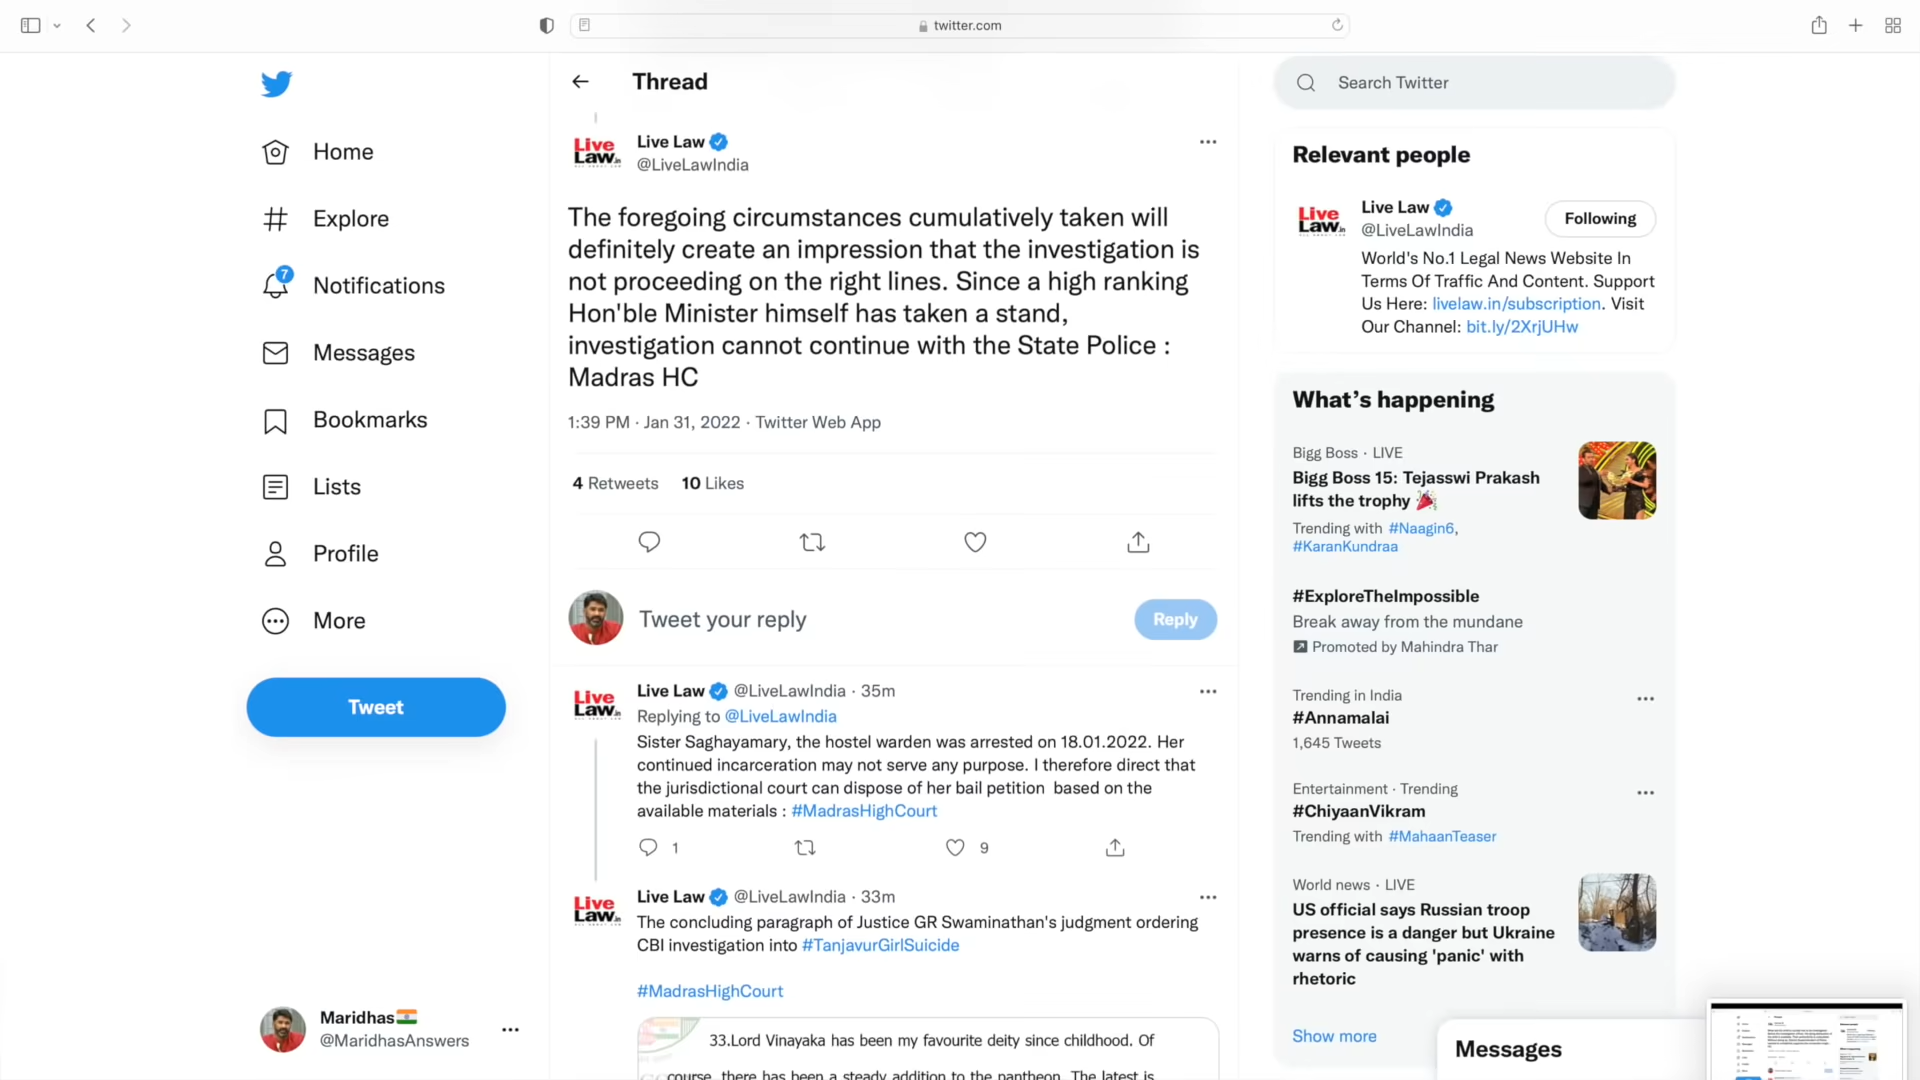 twitter.com
Thread
Search Twitter
Home
Explore
7
Notifications
Messages
Bookmarks
Lists
Profile
More
Tweet
Maridhas🇮🇳
@MaridhasAnswers
Live Law.in
Live Law
@LiveLawIndia
The foregoing circumstances cumulatively taken will
definitely create an impression that the investigation is
not proceeding on the right lines. Since a high ranking
Hon'ble Minister himself has taken a stand,
investigation cannot continue with the State Police :
Madras HC
1:39 PM · Jan 31, 2022 · Twitter Web App
4 Retweets 10 Likes
Tweet your reply
Reply
Live Law.in
Live Law @LiveLawIndia · 35m
Replying to @LiveLawIndia
Sister Saghayamary, the hostel warden was arrested on 18.01.2022. Her
continued incarceration may not serve any purpose. I therefore direct that
the jurisdictional court can dispose of her bail petition based on the
available materials : #MadrasHighCourt
1 9
Live Law.in
Live Law @LiveLawIndia · 33m
The concluding paragraph of Justice GR Swaminathan's judgment ordering
CBI investigation into #TanjavurGirlSuicide
#MadrasHighCourt
33.Lord Vinayaka has been my favourite deity since childhood. Of
course, there has been a steady addition to the pantheon. The latest is
Relevant people
Live Law.in
Live Law
@LiveLawIndia
Following
World's No.1 Legal News Website In
Terms Of Traffic And Content. Support
Us Here: livelaw.in/subscription. Visit
Our Channel: bit.ly/2XrjUHw
What's happening
Bigg Boss · LIVE
Bigg Boss 15: Tejasswi Prakash
lifts the trophy 🎉
Trending with #Naagin6,
#KaranKundraa
#ExploreTheImpossible
Break away from the mundane
Promoted by Mahindra Thar
Trending in India
#Annamalai
1,645 Tweets
Entertainment · Trending
#ChiyaanVikram
Trending with #MahaanTeaser
World news · LIVE
US official says Russian troop
presence is a danger but Ukraine
warns of causing 'panic' with
rhetoric
Show more
Messages